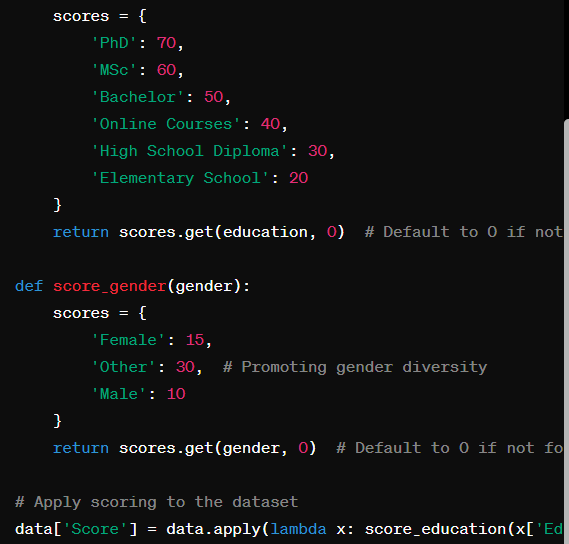 scores = {
'PhD': 70,
'MSc': 60,
'Bachelor': 50,
'Online Courses': 40,
'High School Diploma': 30,
'Elementary School': 20
}
return scores.get(education, 0)  # Default to 0 if not
def score_gender(gender):
scores = {
'Female': 15,
'Other': 30,  # Promoting gender diversity
'Male': 10
}
return scores.get(gender, 0)  # Default to 0 if not fo
# Apply scoring to the dataset
data['Score'] = data.apply(lambda x: score_education(x['Ed